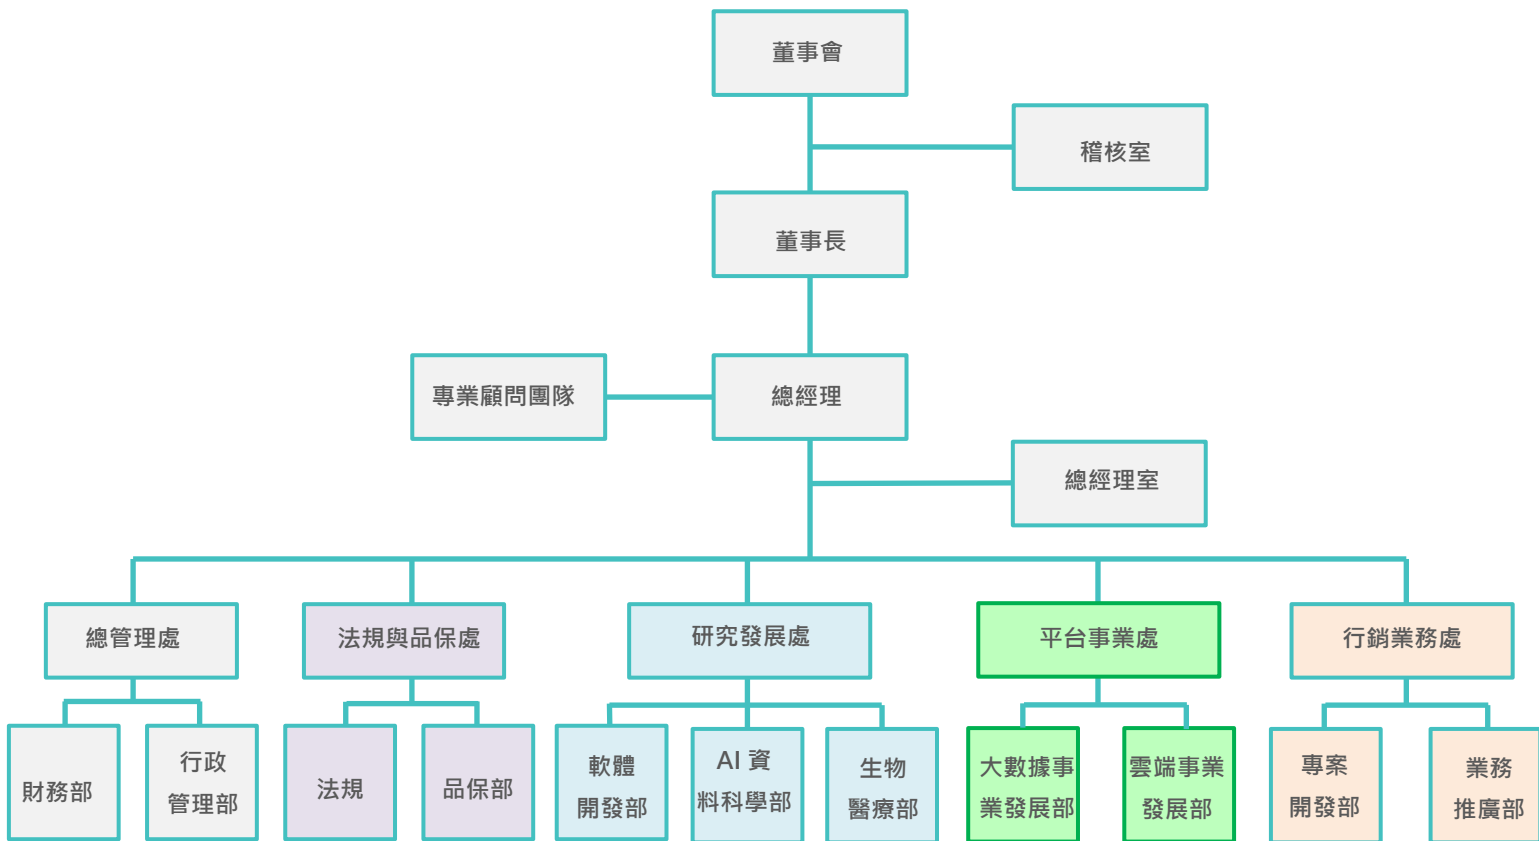 董事會
稽核室
董事長
專業顧問團隊
總經理
總經理室
總管理處
法規與品保處
研究發展處
平台事業處
行銷業務處
財務部
行政
管理部
法規
品保部
軟體
開發部
AI 資
料科學部
生物
醫療部
大數據事
業發展部
雲端事業
發展部
專案
開發部
業務
推廣部